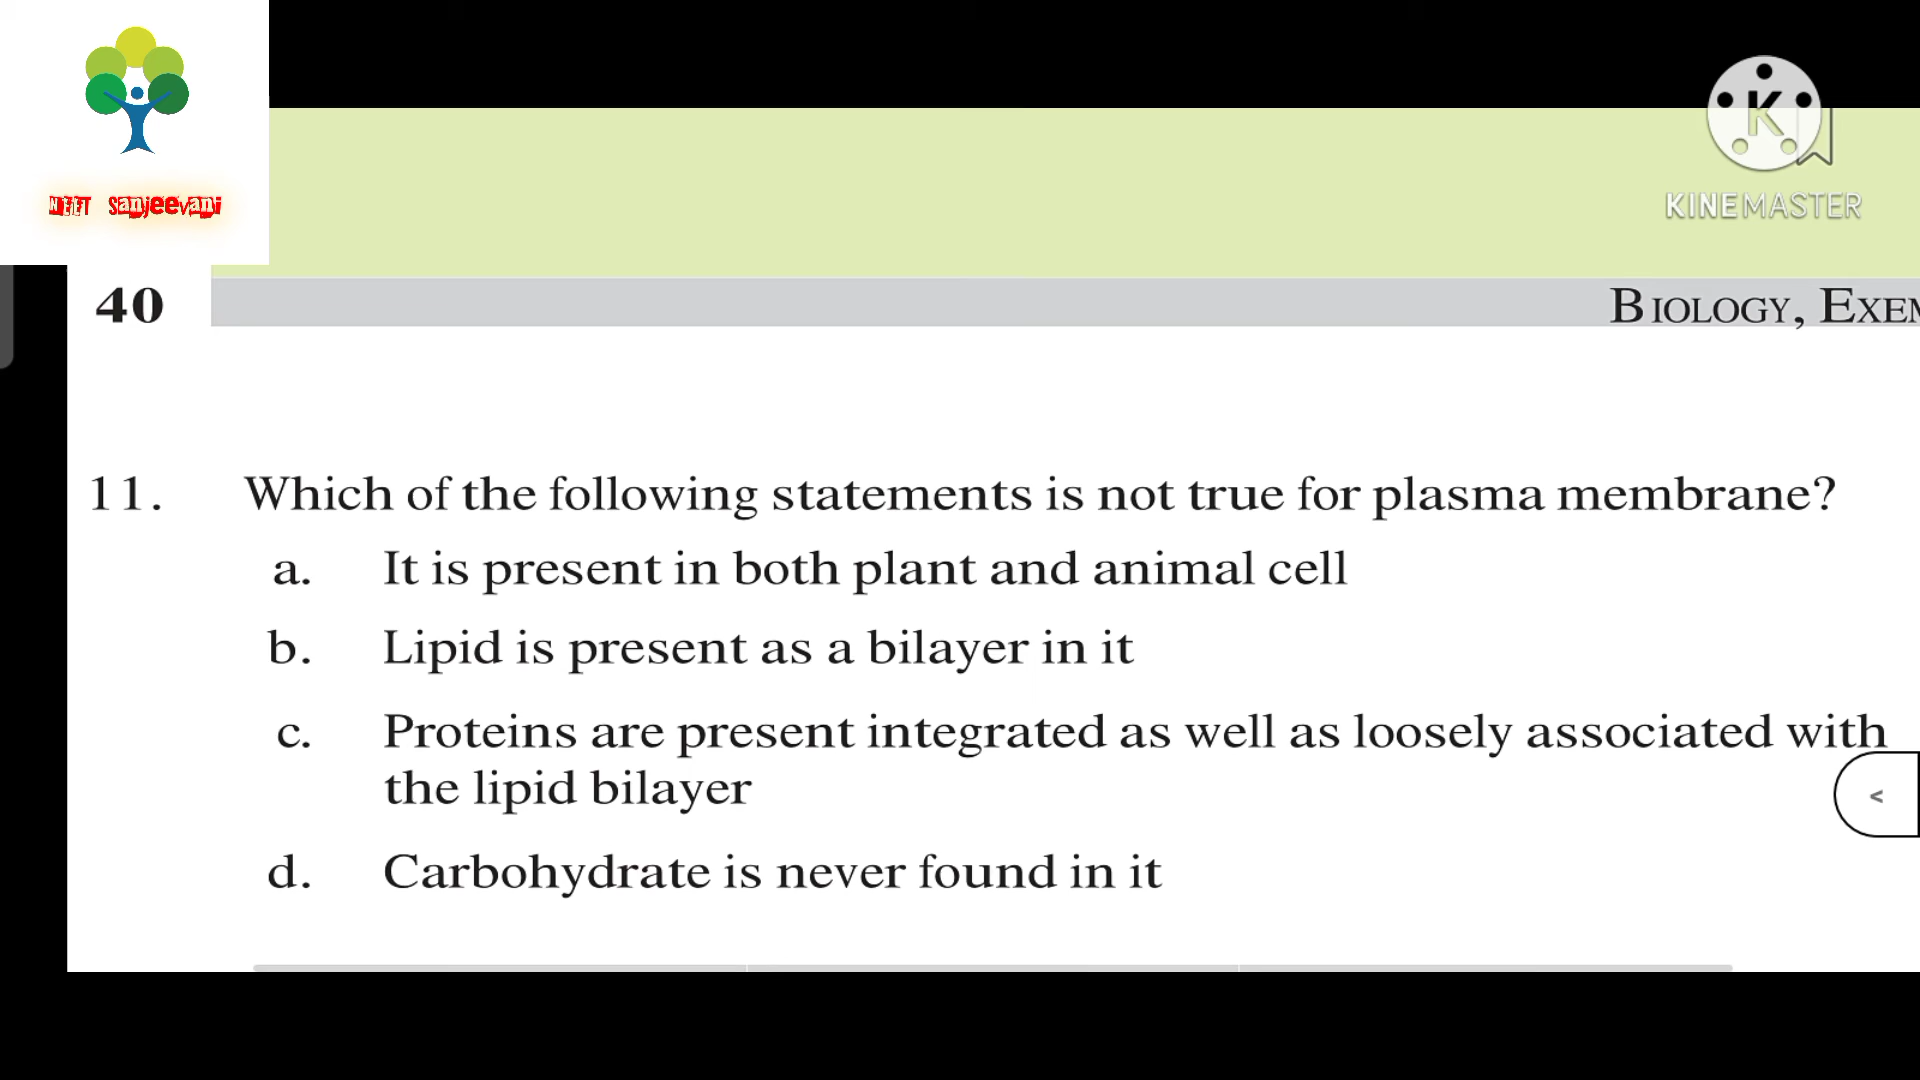 NEET Sanjeevani
K
KINEMASTER
40
BIOLOGY,
11. Which of the following statements is not true for plasma membrane?
a. It is present in both plant and animal cell
b. Lipid is present as a bilayer in it
c. Proteins are present integrated as well as loosely associated with
the lipid bilayer
<
d. Carbohydrate is never found in it